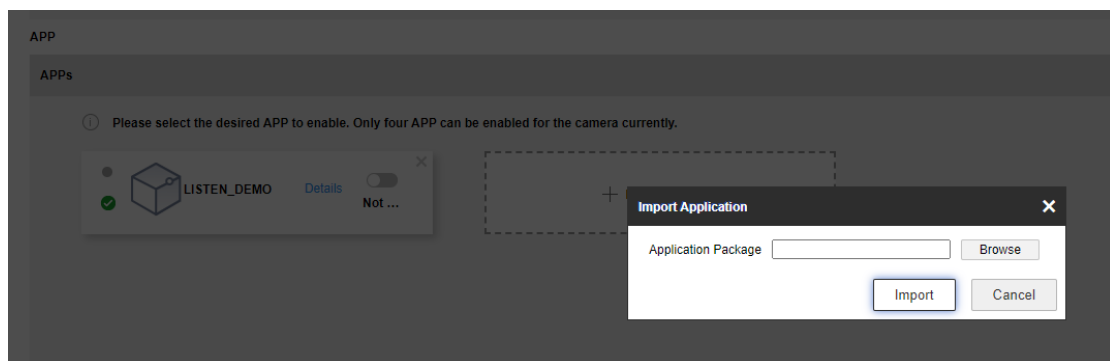 APP
APPs
Please select the desired APP to enable. Only four APP can be enabled for the camera currently.
LISTEN_DEMO
Details
Not ...
Import Application
Application Package
Browse
Import
Cancel